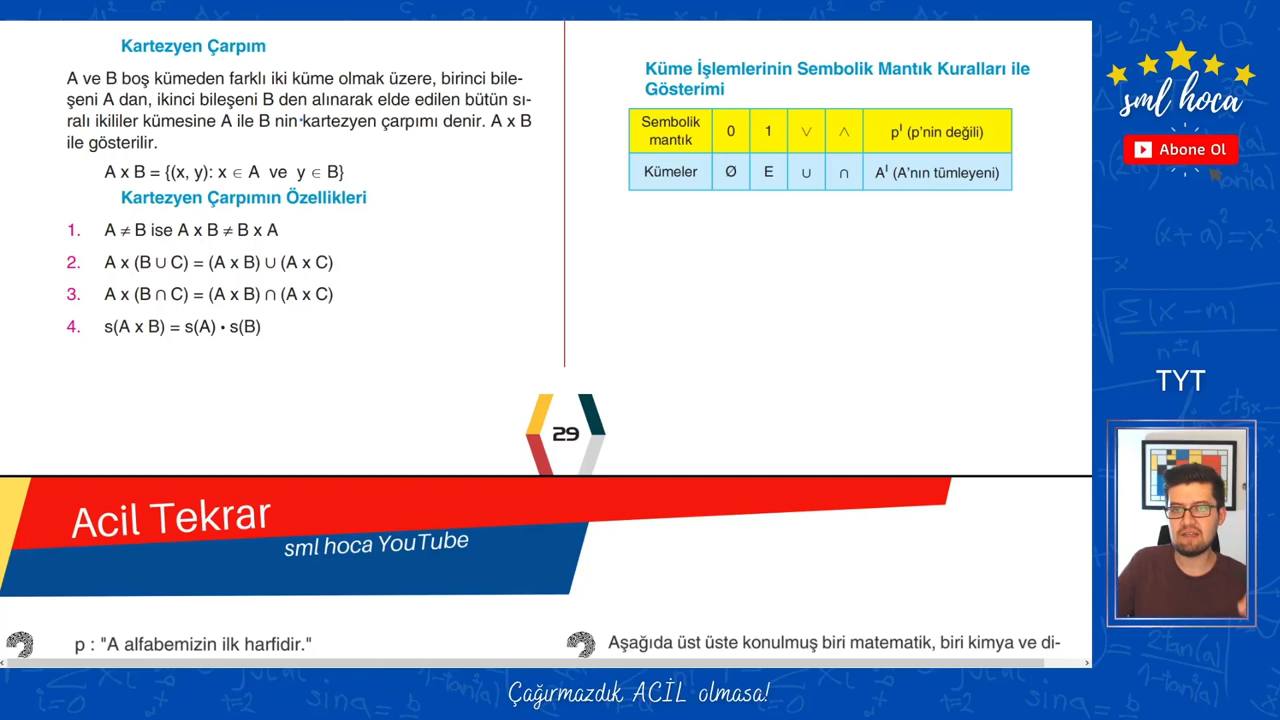 Kartezyen Çarpım
A ve B boş kümeden farklı iki küme olmak üzere, birinci bile-
şeni A dan, ikinci bileşeni B den alınarak elde edilen bütün sı-
ralı ikililer kümesine A ile B nin kartezyen çarpımı denir. A x B
ile gösterilir.
A x B = {(x, y): x ∈ A ve y ∈ B}
Kartezyen Çarpımın Özellikleri
1. A ≠ B ise A x B ≠ B x A
2. A x (B ∪ C) = (A x B) ∪ (A x C)
3. A x (B ∩ C) = (A x B) ∩ (A x C)
4. s(A x B) = s(A) • s(B)
Küme İşlemlerinin Sembolik Mantık Kuralları ile
Gösterimi
Sembolik
mantık 0 1 ∨ ∧ pᴵ (p'nin değili)
Kümeler Ø E ∪ ∩ Aᴵ (A'nın tümleyeni)
29
Acil Tekrar
sml hoca YouTube
p : "A alfabemizin ilk harfidir."
Aşağıda üst üste konulmuş biri matematik, biri kimya ve di-
sml hoca
Abone Ol
(x+a)²=x²
TYT
Çağırmazdık ACİL olmasa!